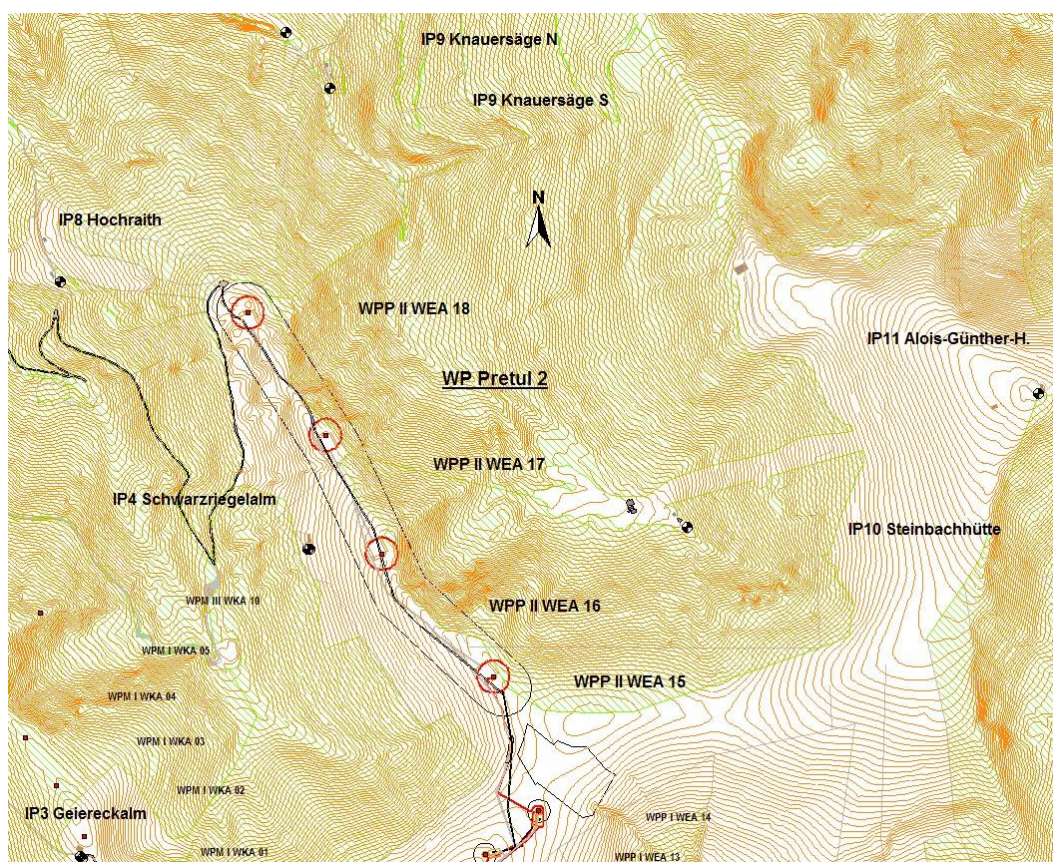 IP9 Knauersäge N
IP9 Knauersäge S
N
IP8 Hochraith
WPP II WEA 18
IP11 Alois-Günther-H.
WP Pretul 2
WPP II WEA 17
IP4 Schwarzriegelalm
IP10 Steinbachhütte
WPM III WKA 10
WPP II WEA 16
WPM I WKA 05
WPP II WEA 15
WPM I WKA 04
WPM I WKA 03
WPM I WKA 02
IP3 Geiereckalm
WPP I WEA 14
WPM I WKA 01
WPP I WEA 13